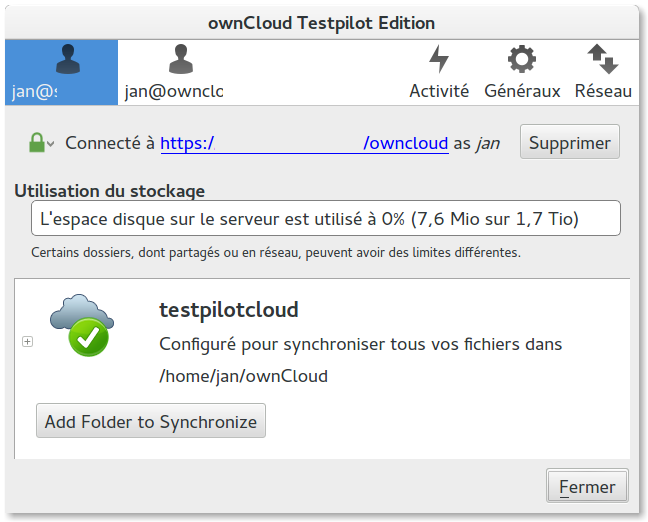 ownCloud Testpilot Edition
jan@s
jan@ownclo
Activité
Généraux
Réseau
Connecté à https:/ /owncloud as jan
Supprimer
Utilisation du stockage
L'espace disque sur le serveur est utilisé à 0% (7,6 Mio sur 1,7 Tio)
Certains dossiers, dont partagés ou en réseau, peuvent avoir des limites différentes.
testpilotcloud
Configuré pour synchroniser tous vos fichiers dans
/home/jan/ownCloud
Add Folder to Synchronize
Fermer